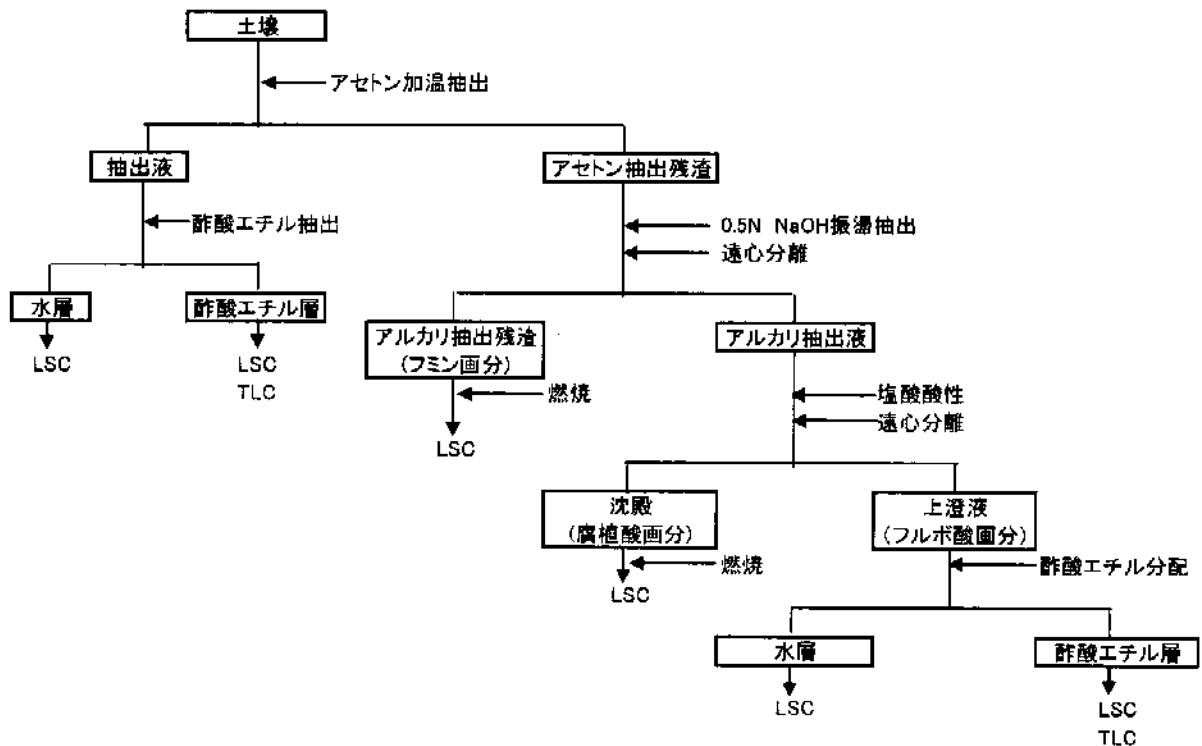 土壌
アセトン加温抽出
抽出液
アセトン抽出残渣
酢酸エチル抽出
0.5N NaOH振盪抽出
遠心分離
水層
酢酸エチル層
LSC
LSC
TLC
アルカリ抽出残渣
(フミン画分)
アルカリ抽出液
燃焼
LSC
塩酸酸性
遠心分離
沈殿
(腐植酸画分)
上澄液
(フルボ酸画分)
燃焼
LSC
酢酸エチル分配
水層
酢酸エチル層
LSC
LSC
TLC